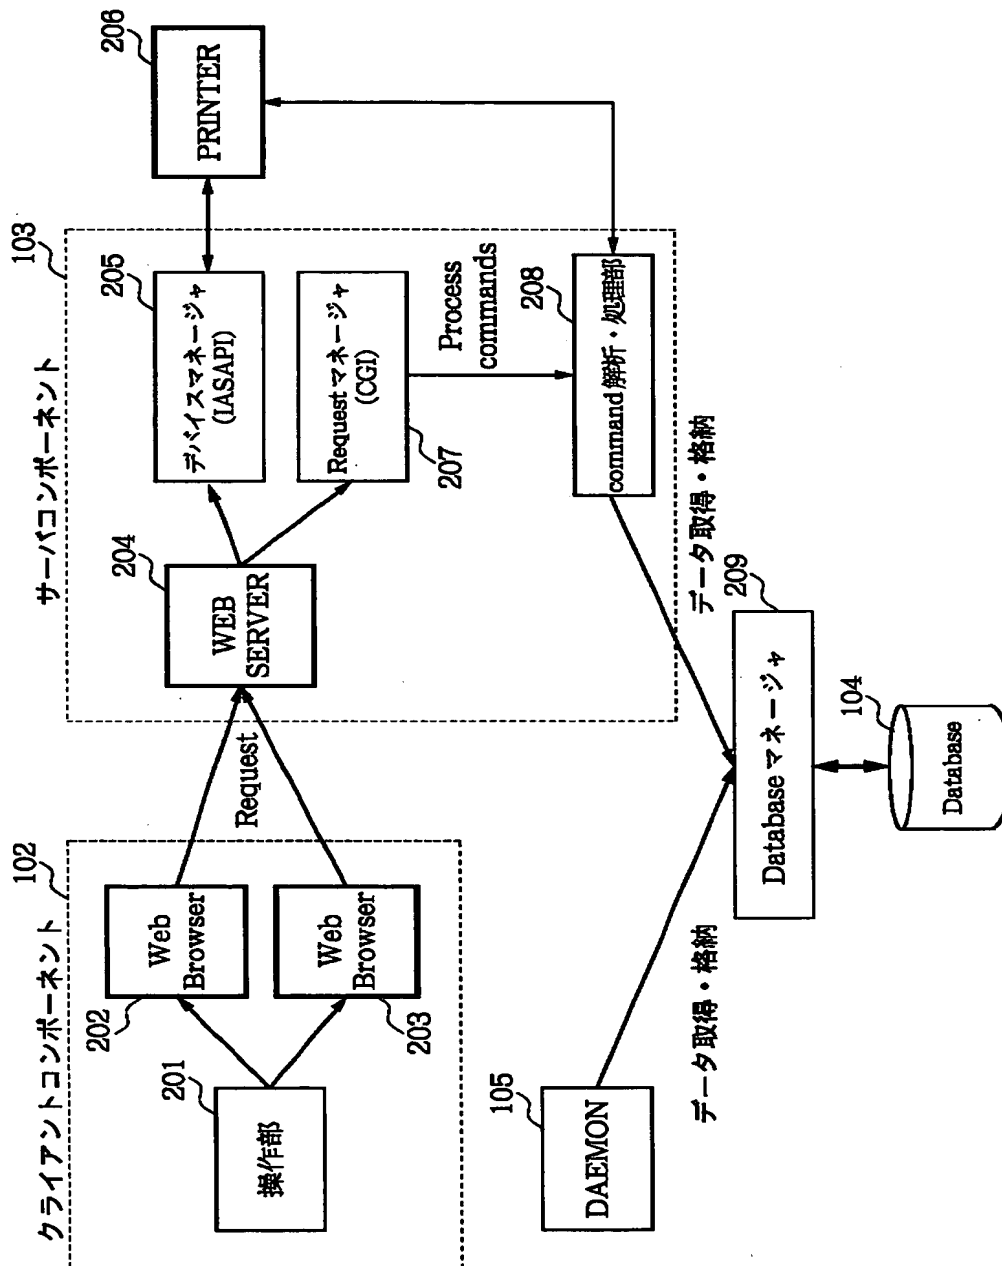 クライアントコンポーネント
102
201
操作部
202
Web
Browser
203
Web
Browser
Request
サーバコンポーネント
103
204
WEB
SERVER
205
デバイスマネージャ
(IASAPI)
206
PRINTER
Requestマネージャ
(CGI)
207
Process
commands
208
command解析・処理部
105
DAEMON
データ取得・格納
データ取得・格納
209
Databaseマネージャ
104
Database